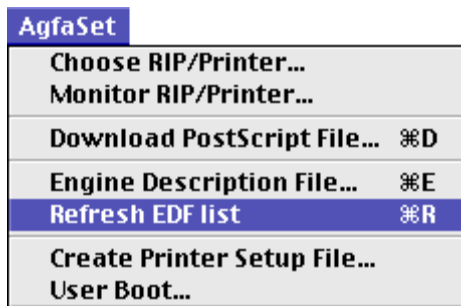 AgfaSet
Choose RIP/Printer...
Monitor RIP/Printer...
Download PostScript File... ⌘D
Engine Description File... ⌘E
Refresh EDF list ⌘R
Create Printer Setup File...
User Boot...